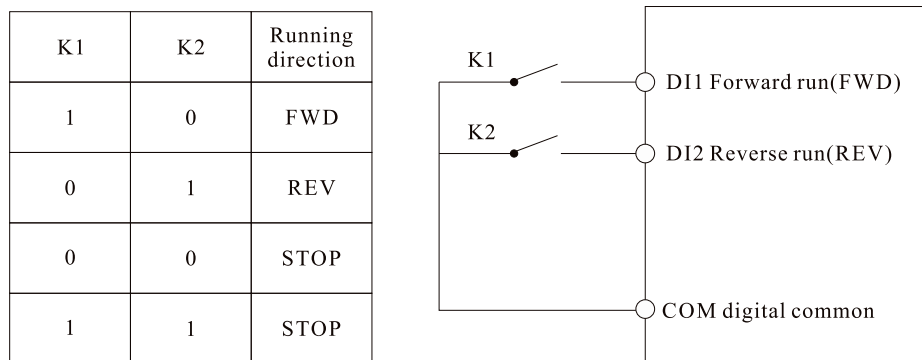 K1 K2 Running direction
1 0 FWD
0 1 REV
0 0 STOP
1 1 STOP
K1
DI1 Forward run(FWD)
K2
DI2 Reverse run(REV)
COM digital common